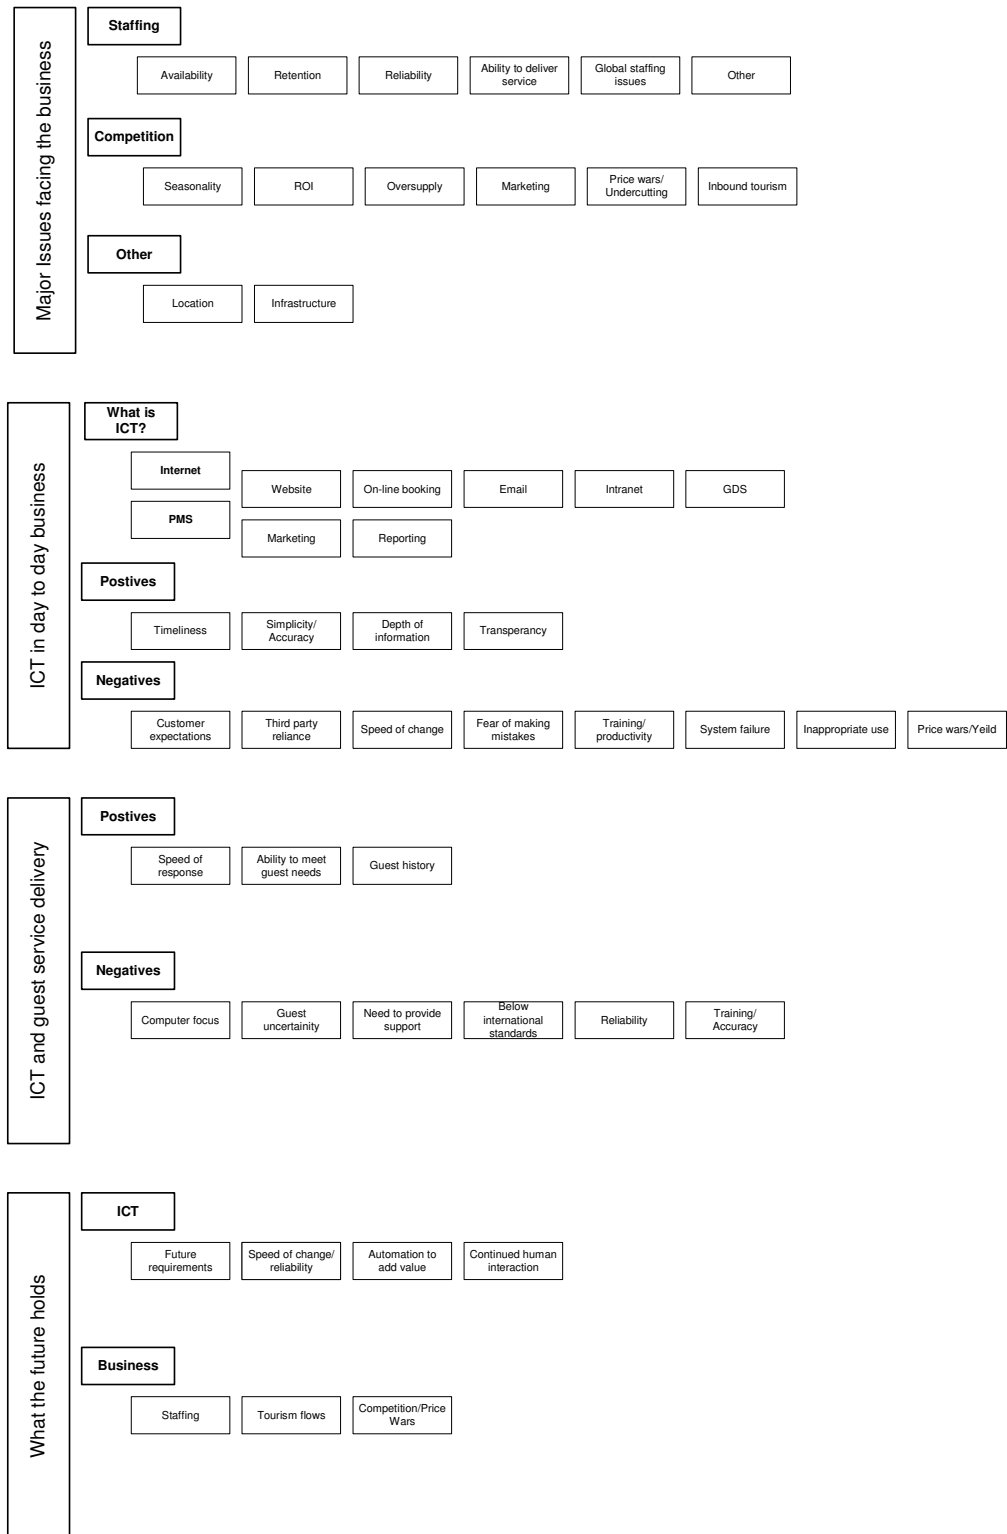 Major Issues facing the business
Staffing
Availability
Retention
Reliability
Ability to deliver
service
Global staffing
issues
Other
Competition
Seasonality
ROI
Oversupply
Marketing
Price wars/
Undercutting
Inbound tourism
Other
Location
Infrastructure
ICT in day to day business
What is
ICT?
Internet
Website
On-line booking
Email
Intranet
GDS
PMS
Marketing
Reporting
Postives
Timeliness
Simplicity/
Accuracy
Depth of
information
Transperancy
Negatives
Customer
expectations
Third party
reliance
Speed of change
Fear of making
mistakes
Training/
productivity
System failure
Inappropriate use
Price wars/Yeild
ICT and guest service delivery
Postives
Speed of
response
Ability to meet
guest needs
Guest history
Negatives
Computer focus
Guest
uncertainity
Need to provide
support
Below
international
standards
Reliability
Training/
Accuracy
What the future holds
ICT
Future
requirements
Speed of change/
reliability
Automation to
add value
Continued human
interaction
Business
Staffing
Tourism flows
Competition/Price
Wars